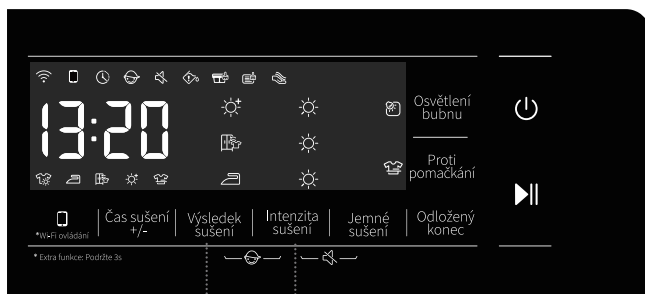 13:20
Osvětlení
bubnu
Proti
pomačkání
*Wi-Fi ovládání
Čas sušení
+/-
Výsledek
sušení
Intenzita
sušení
Jemné
sušení
Odložený
konec
* Extra funkce: Podržte 3s